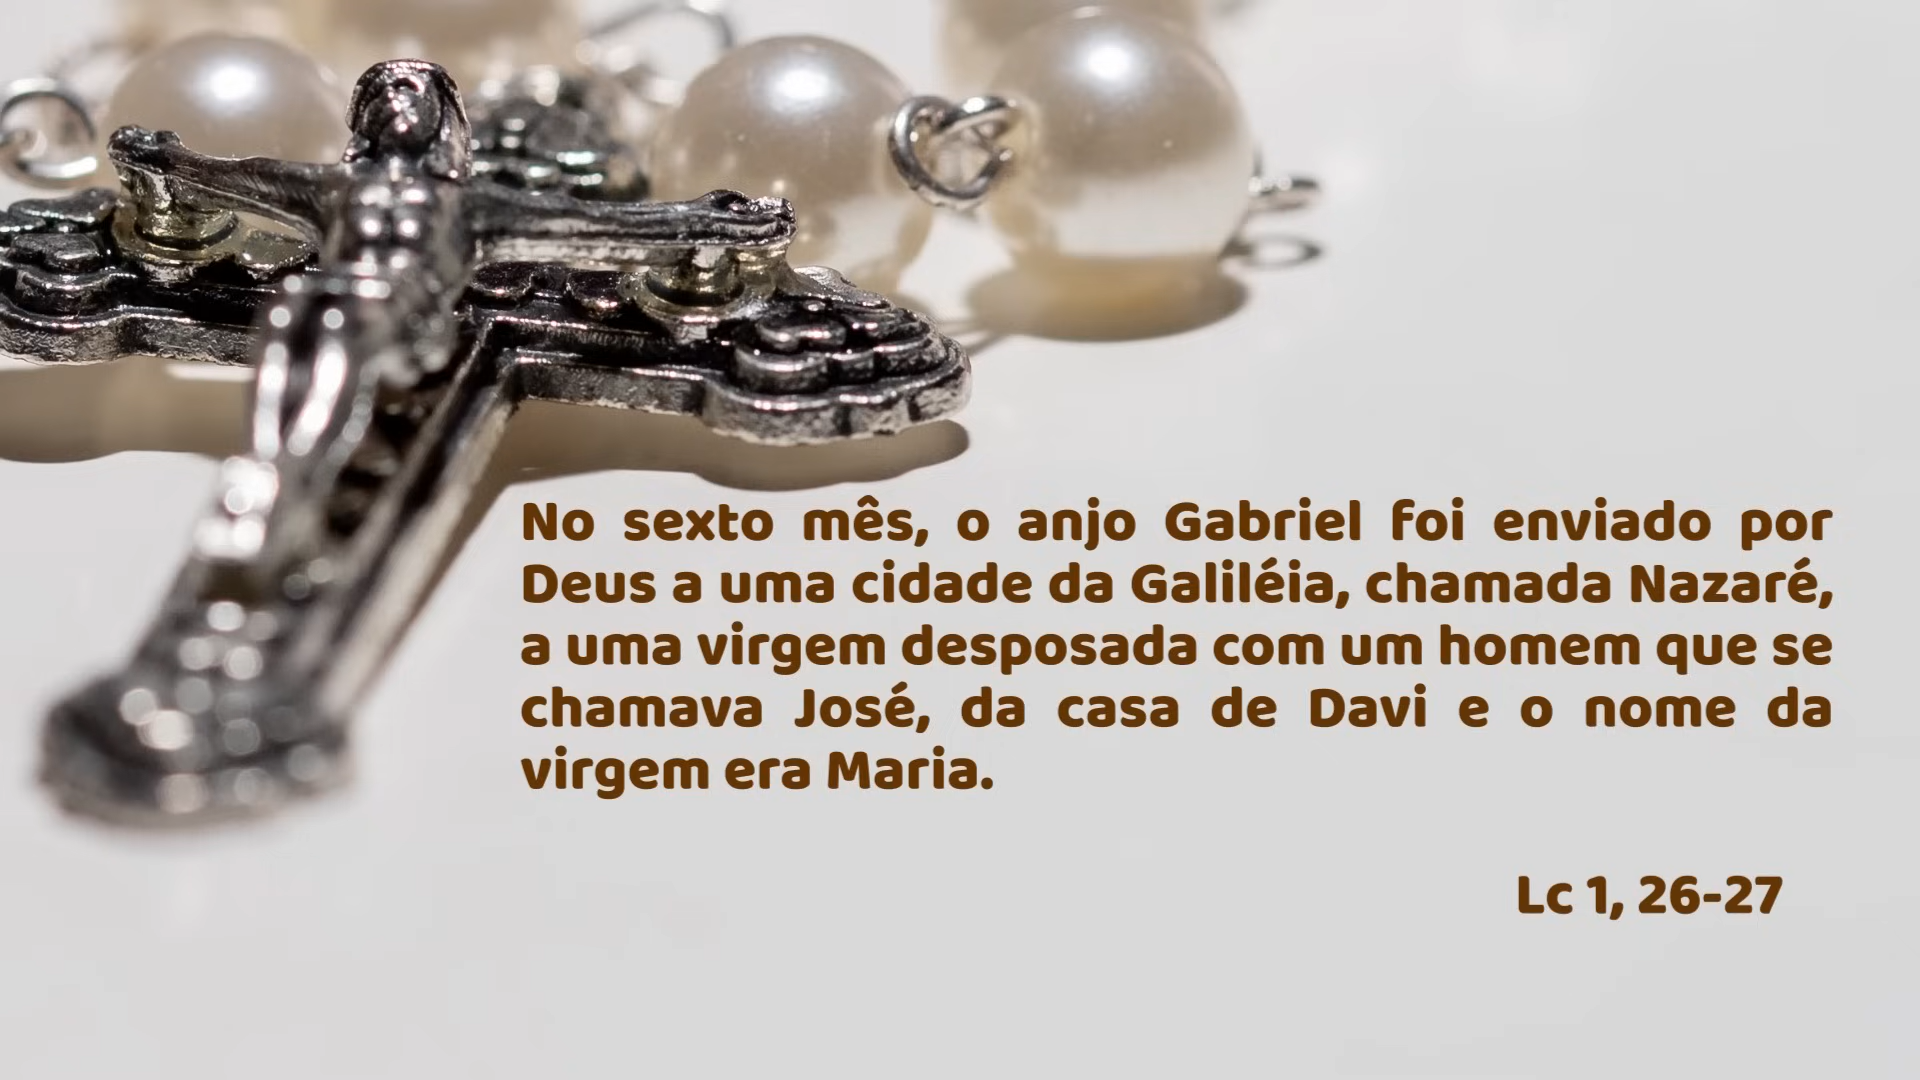 No sexto mês, o anjo Gabriel foi enviado por
Deus a uma cidade da Galiléia, chamada Nazaré,
a uma virgem desposada com um homem que se
chamava José, da casa de Davi e o nome da
virgem era Maria.
Lc 1, 26-27